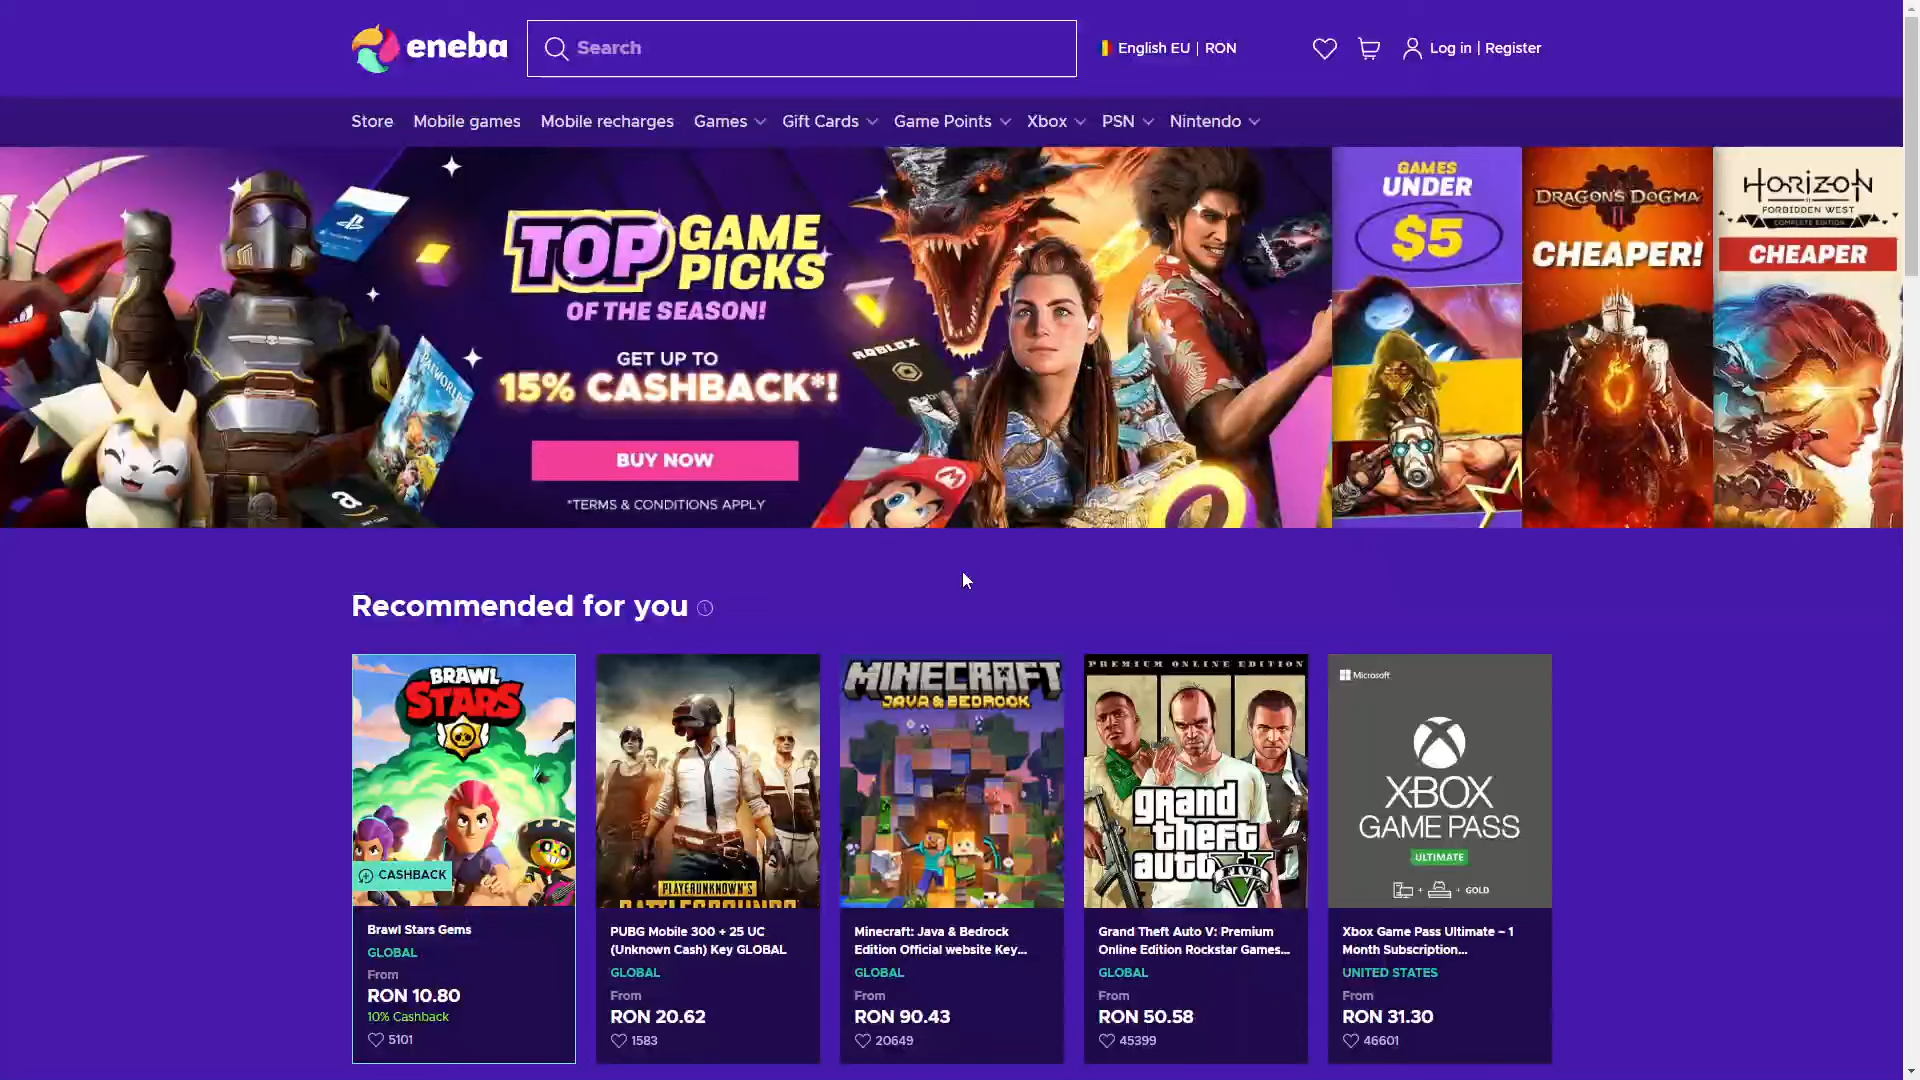 eneba
Search
English EU | RON
Log in | Register
Store
Mobile games
Mobile recharges
Games
Gift Cards
Game Points
Xbox
PSN
Nintendo
TOP GAME PICKS
OF THE SEASON!
GET UP TO
15% CASHBACK*!
BUY NOW
*TERMS & CONDITIONS APPLY
PALWORLD
a
ROBLOX
GAMES
UNDER
$5
DRAGON'S DOGMA
II
CHEAPER!
HORIZON
FORBIDDEN WEST
COMPLETE EDITION
CHEAPER
Recommended for you
BRAWL
STARS
CASHBACK
Brawl Stars Gems
GLOBAL
From
RON 10.80
10% Cashback
5101
PLAYERUNKNOWN'S
BATTLEGROUNDS
PUBG Mobile 300 + 25 UC
(Unknown Cash) Key GLOBAL
GLOBAL
From
RON 20.62
1583
MINECRAFT
JAVA & BEDROCK
Minecraft: Java & Bedrock
Edition Official website Key...
GLOBAL
From
RON 90.43
20649
PREMIUM ONLINE EDITION
grand
theft
auto
V
FIVE
Grand Theft Auto V: Premium
Online Edition Rockstar Games...
GLOBAL
From
RON 50.58
45399
Microsoft
XBOX
GAME PASS
ULTIMATE
+ + GOLD
Xbox Game Pass Ultimate – 1
Month Subscription...
UNITED STATES
From
RON 31.30
46601